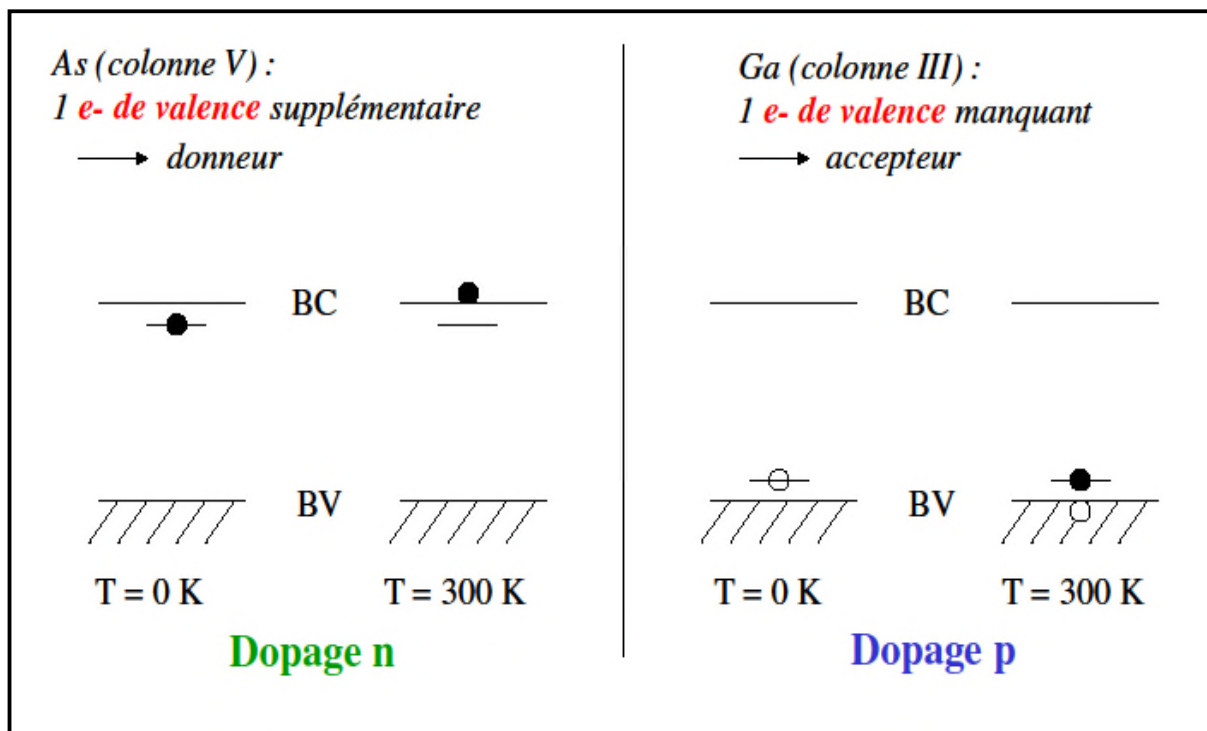 As (colonne V) :
1 e- de valence supplémentaire
donneur
BC
BV
T = 0 K
T = 300 K
Dopage n
Ga (colonne III) :
1 e- de valence manquant
accepteur
BC
BV
T = 0 K
T = 300 K
Dopage p